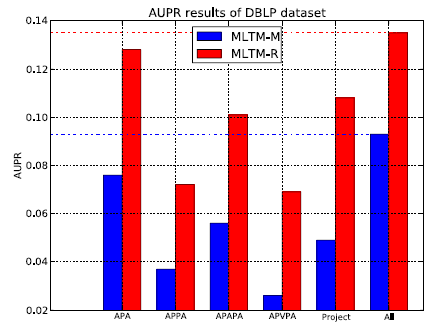 AUPR results of DBLP dataset
MLTM-M
MLTM-R
AUPR
0.14
0.12
0.10
0.08
0.06
0.04
0.02
APA APPA APAPA APVPA Project All